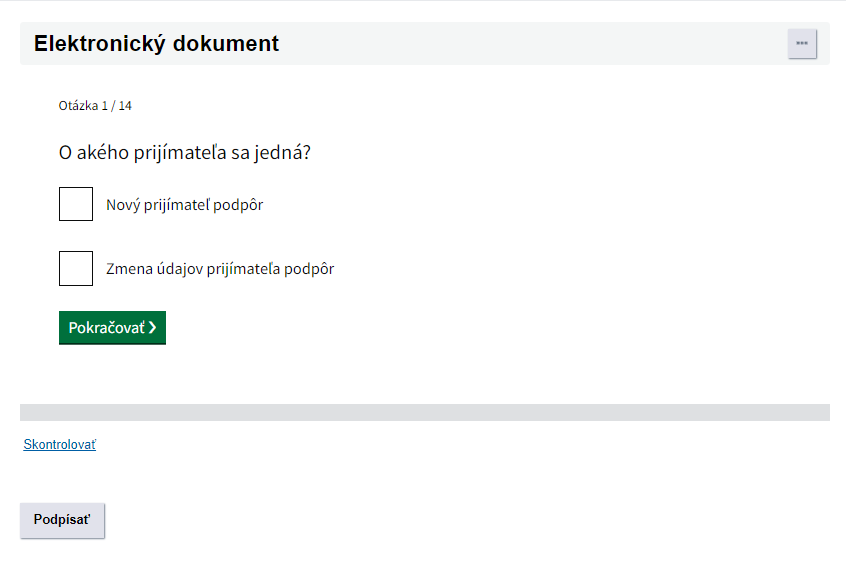 Elektronický dokument
Otázka 1 / 14
O akého prijímateľa sa jedná?
Nový prijímateľ podpôr
Zmena údajov prijímateľa podpôr
Pokračovať
Skontrolovať
Podpísať